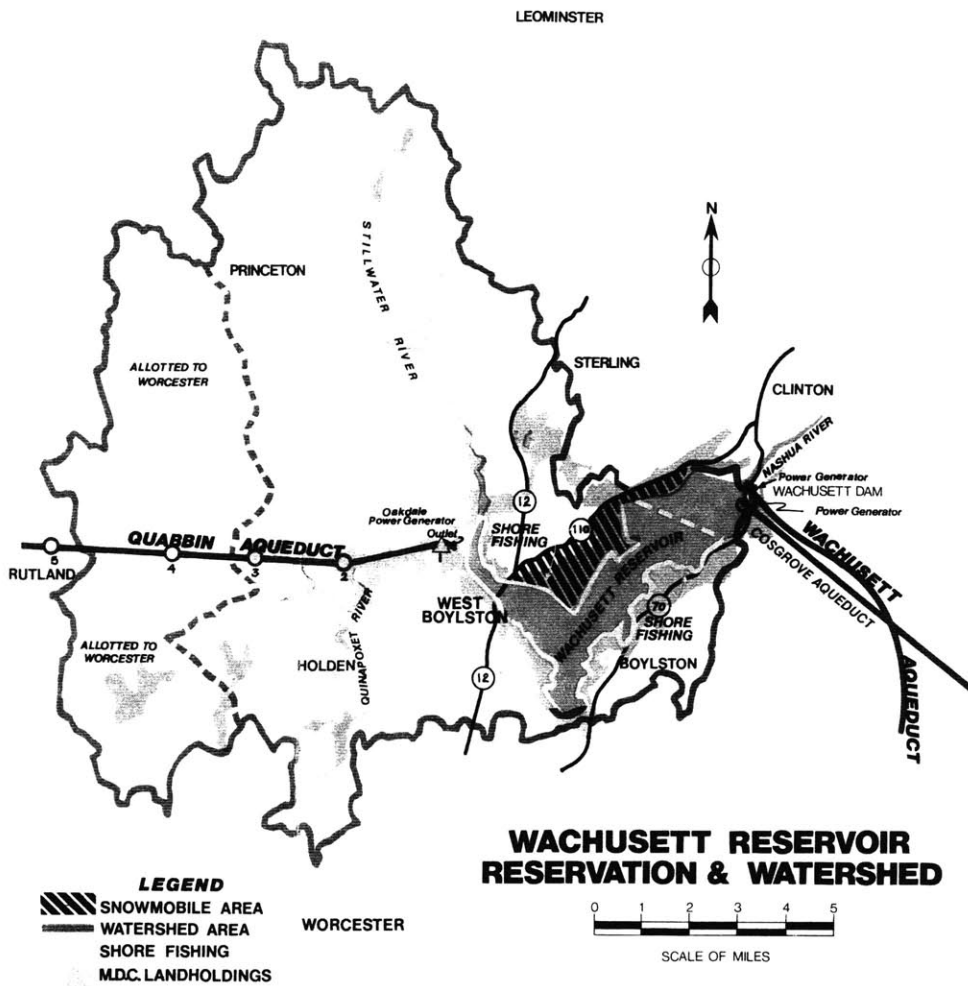 LEOMINSTER
N
STILLWATER RIVER
PRINCETON
ALLOTTED TO
WORCESTER
STERLING
CLINTON
NASHUA RIVER
Power Generator
WACHUSETT DAM
Power Generator
12
110
SHORE
FISHING
Oakdale
Power Generator
Outlet
QUABBIN AQUEDUCT
5
4
3
2
RUTLAND
WACHUSETT RESERVOIR
COSGROVE AQUEDUCT
WACHUSETT AQUEDUCT
WEST
BOYLSTON
70
SHORE
FISHING
BOYLSTON
ALLOTTED TO
WORCESTER
HOLDEN
QUINAPOXET RIVER
12
WACHUSETT RESERVOIR
RESERVATION & WATERSHED
0 1 2 3 4 5
SCALE OF MILES
LEGEND
SNOWMOBILE AREA
WATERSHED AREA
SHORE FISHING
M.D.C. LANDHOLDINGS
WORCESTER